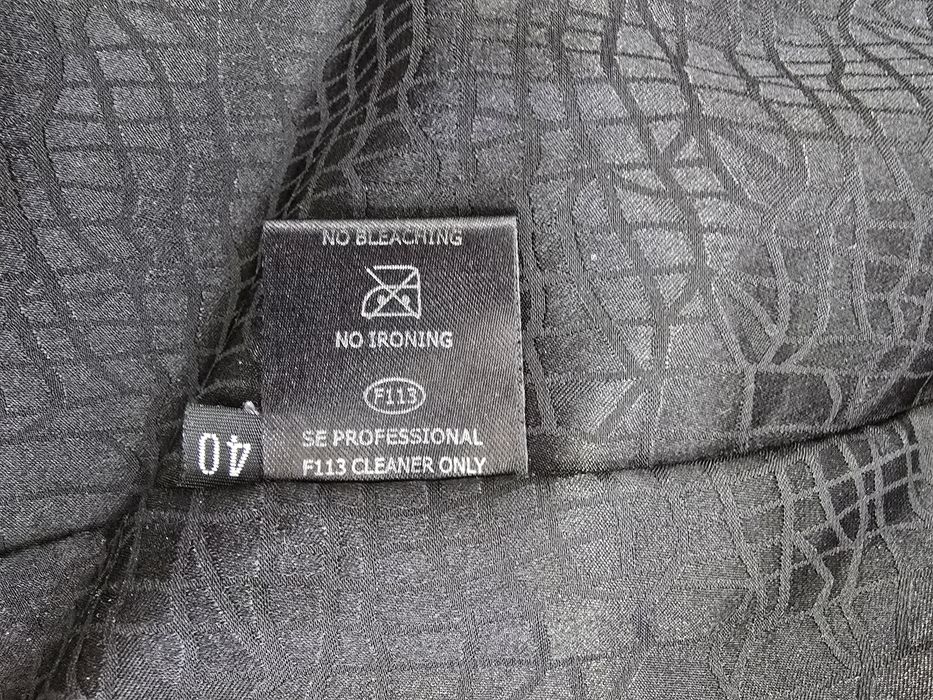 NO BLEACHING
NO IRONING
F113
SE PROFESSIONAL
F113 CLEANER ONLY
40